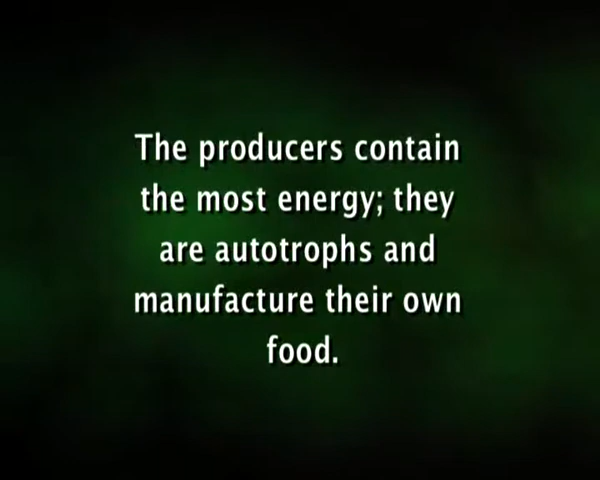 The producers contain
the most energy; they
are autotrophs and
manufacture their own
food.